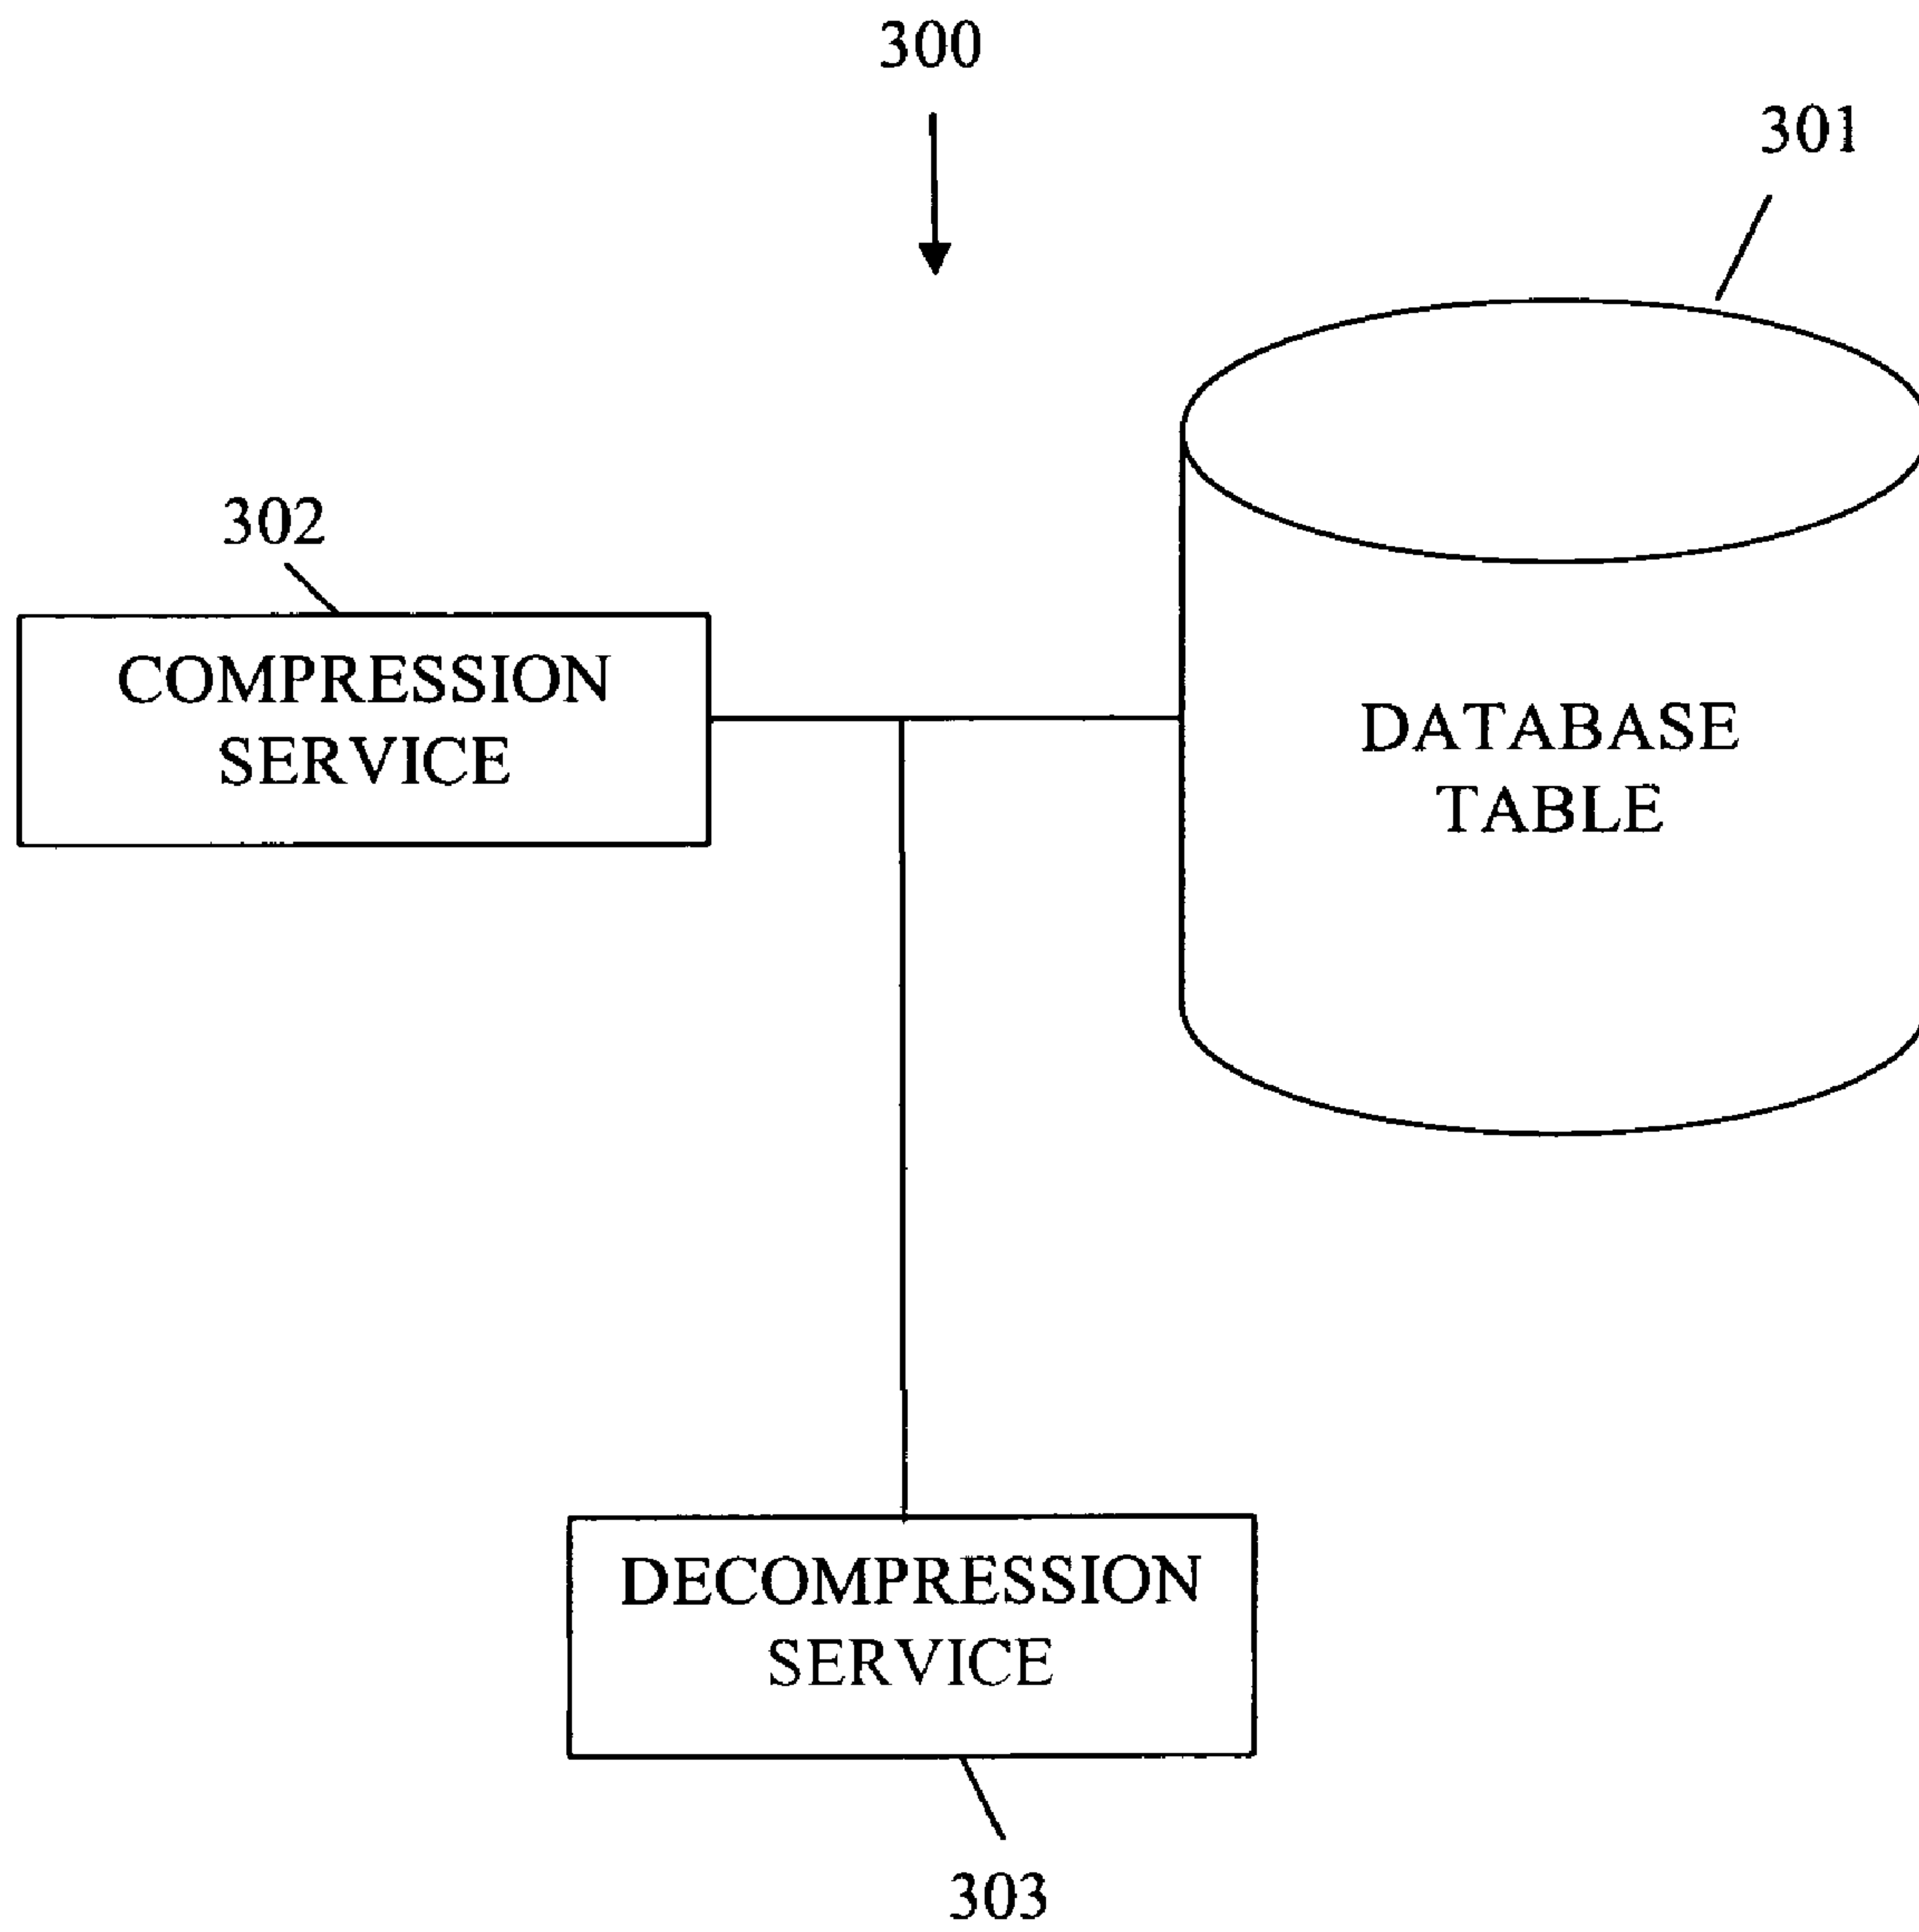 300
301
302
COMPRESSION
SERVICE
DATABASE
TABLE
DECOMPRESSION
SERVICE
303